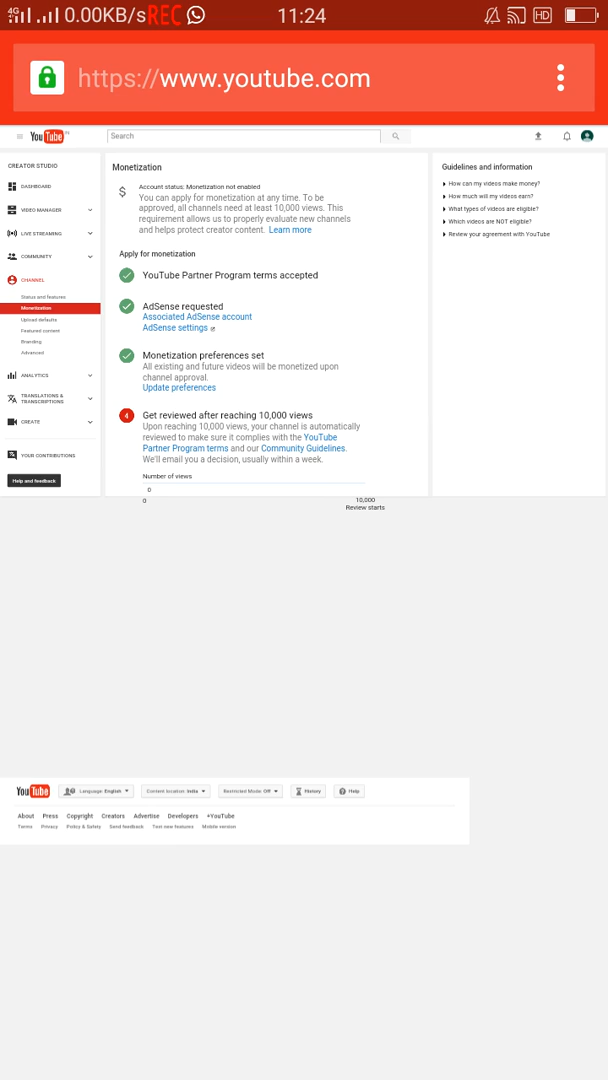 4G 0.00KB/s REC 11:24 HD
https://www.youtube.com
YouTube Search
CREATOR STUDIO
DASHBOARD
VIDEO MANAGER
LIVE STREAMING
COMMUNITY
CHANNEL
Status and features
Monetization
Upload defaults
Featured content
Branding
Advanced
ANALYTICS
TRANSLATIONS &
TRANSCRIPTIONS
CREATE
YOUR CONTRIBUTIONS
Help and feedback
Monetization
$ Account status: Monetization not enabled
You can apply for monetization at any time. To be
approved, all channels need at least 10,000 views. This
requirement allows us to properly evaluate new channels
and helps protect creator content. Learn more
Apply for monetization
YouTube Partner Program terms accepted
AdSense requested
Associated AdSense account
AdSense settings
Monetization preferences set
All existing and future videos will be monetized upon
channel approval.
Update preferences
4 Get reviewed after reaching 10,000 views
Upon reaching 10,000 views, your channel is automatically
reviewed to make sure it complies with the YouTube
Partner Program terms and our Community Guidelines.
We'll email you a decision, usually within a week.
Number of views
0
0 10,000
Review starts
Guidelines and information
How can my videos make money?
How much will my videos earn?
What types of videos are eligible?
Which videos are NOT eligible?
Review your agreement with YouTube
YouTube Language: English Content location: India Restricted Mode: Off History Help
About Press Copyright Creators Advertise Developers +YouTube
Terms Privacy Policy & Safety Send feedback Test new features Mobile version